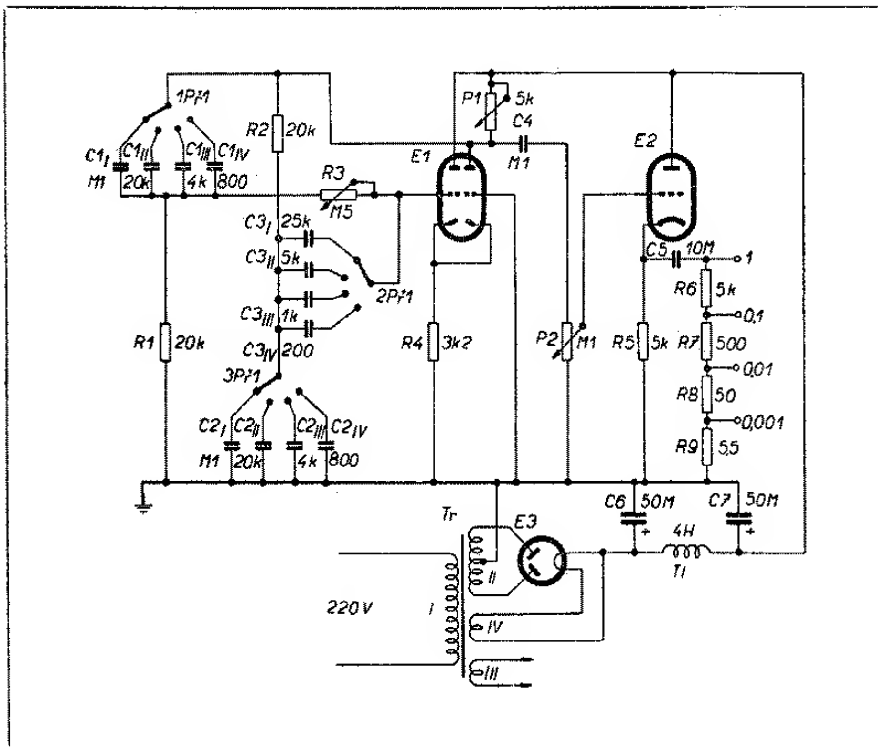 1Př1
R2
20k
P1
5k
C4
M1
E1
E2
C1I
C1II
C1III
C1IV
M1
20k
4k
800
R3
M5
C3I
25k
C3II
5k
2Př1
C3III
1k
C3IV
200
R1
20k
R4
3k2
P2
M1
C5
10M
1
R6
5k
0,1
R5
5k
R7
500
0,01
R8
50
0,001
R9
5,5
3Př1
C2I
C2II
C2III
C2IV
M1
20k
4k
800
C6
50M
+
C7
50M
+
4H
Tl
Tr
E3
220V
I
II
IV
III